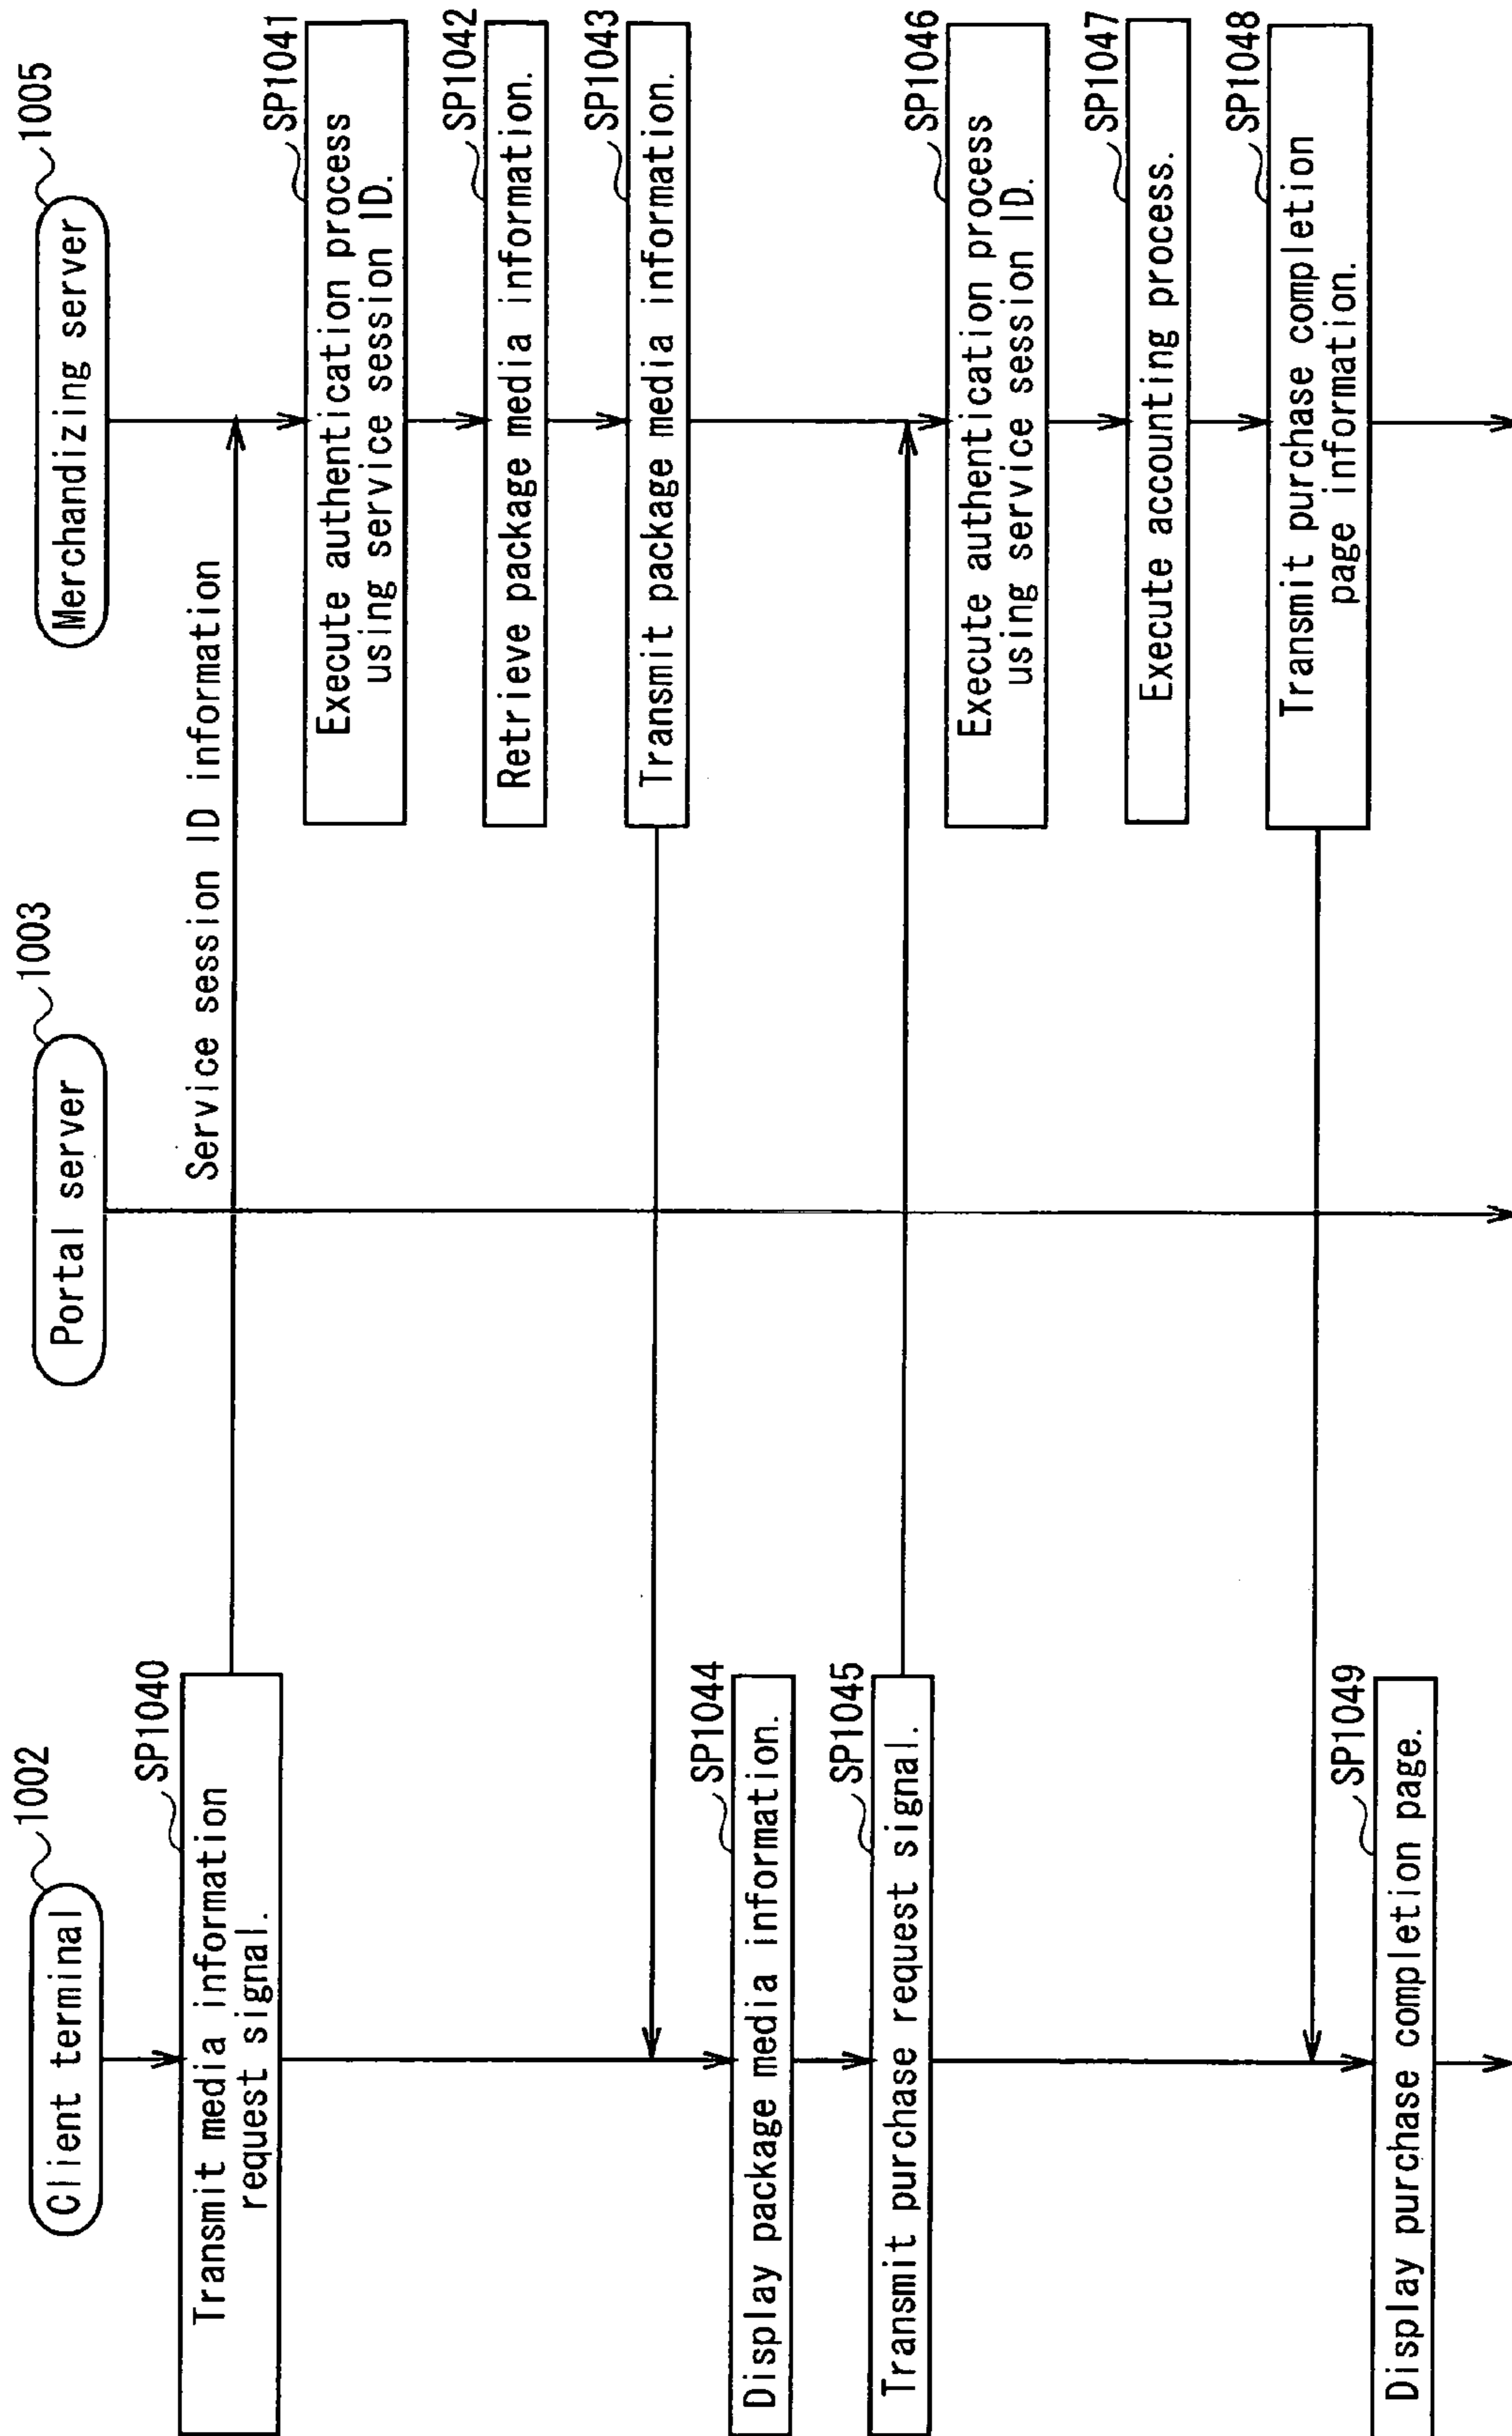 Client terminal
1002
Portal server
1003
Merchandizing server
1005
SP1040
Transmit media information
request signal.
Service session ID information
SP1041
Execute authentication process
using service session ID.
SP1042
Retrieve package media information.
SP1043
Transmit package media information.
SP1044
Display package media information.
SP1045
Transmit purchase request signal.
SP1046
Execute authentication process
using service session ID.
SP1047
Execute accounting process.
SP1048
Transmit purchase completion
page information.
SP1049
Display purchase completion page.